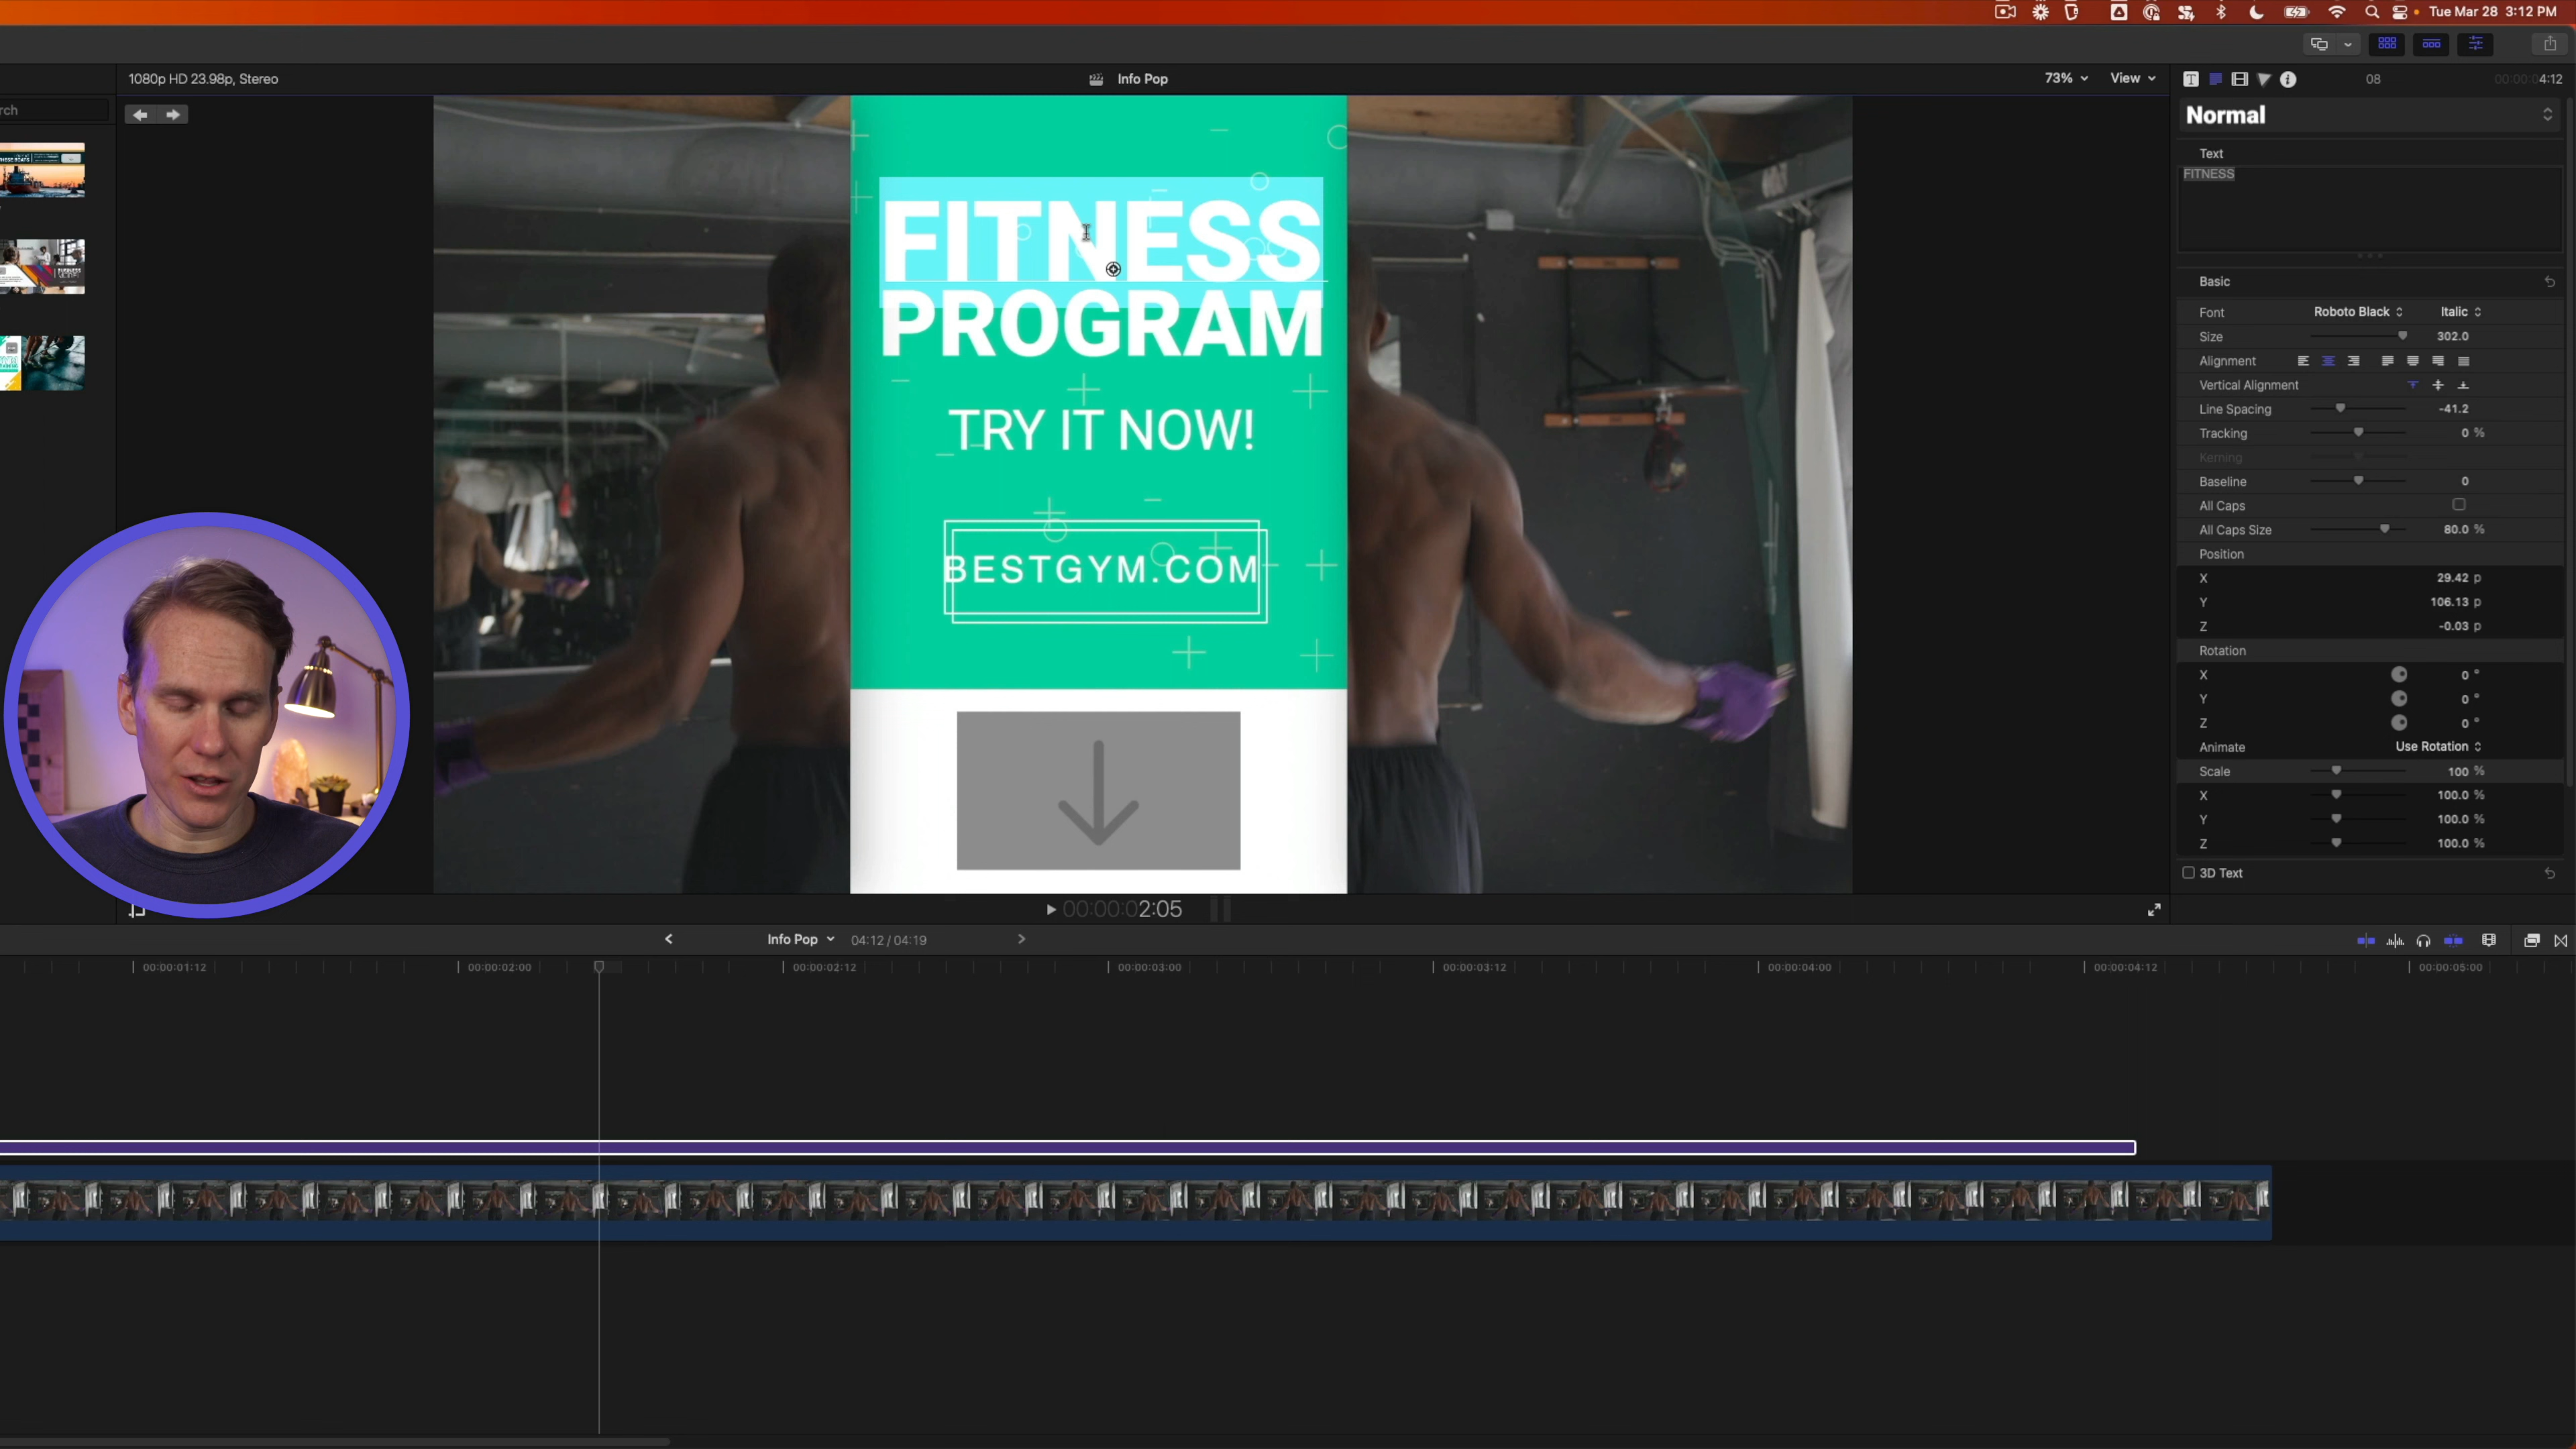 Tue Mar 28 3:12 PM
1080p HD 23.98p, Stereo
Info Pop
73%
View
08
00:00:04:12
rch
Normal
Text
FITNESS
Basic
Font Roboto Black Italic
Size 302.0
Alignment
Vertical Alignment
Line Spacing -41.2
Tracking 0 %
Kerning
Baseline 0
All Caps
All Caps Size 80.0 %
Position
X 29.42 p
Y 106.13 p
Z -0.03 p
Rotation
X 0 °
Y 0 °
Z 0 °
Animate Use Rotation
Scale 100 %
X 100.0 %
Y 100.0 %
Z 100.0 %
3D Text
FITNESS
PROGRAM
TRY IT NOW!
BESTGYM.COM
00:00:02:05
Info Pop 04:12 / 04:19
00:00:01:12 00:00:02:00 00:00:02:12 00:00:03:00 00:00:03:12 00:00:04:00 00:00:04:12 00:00:05:00